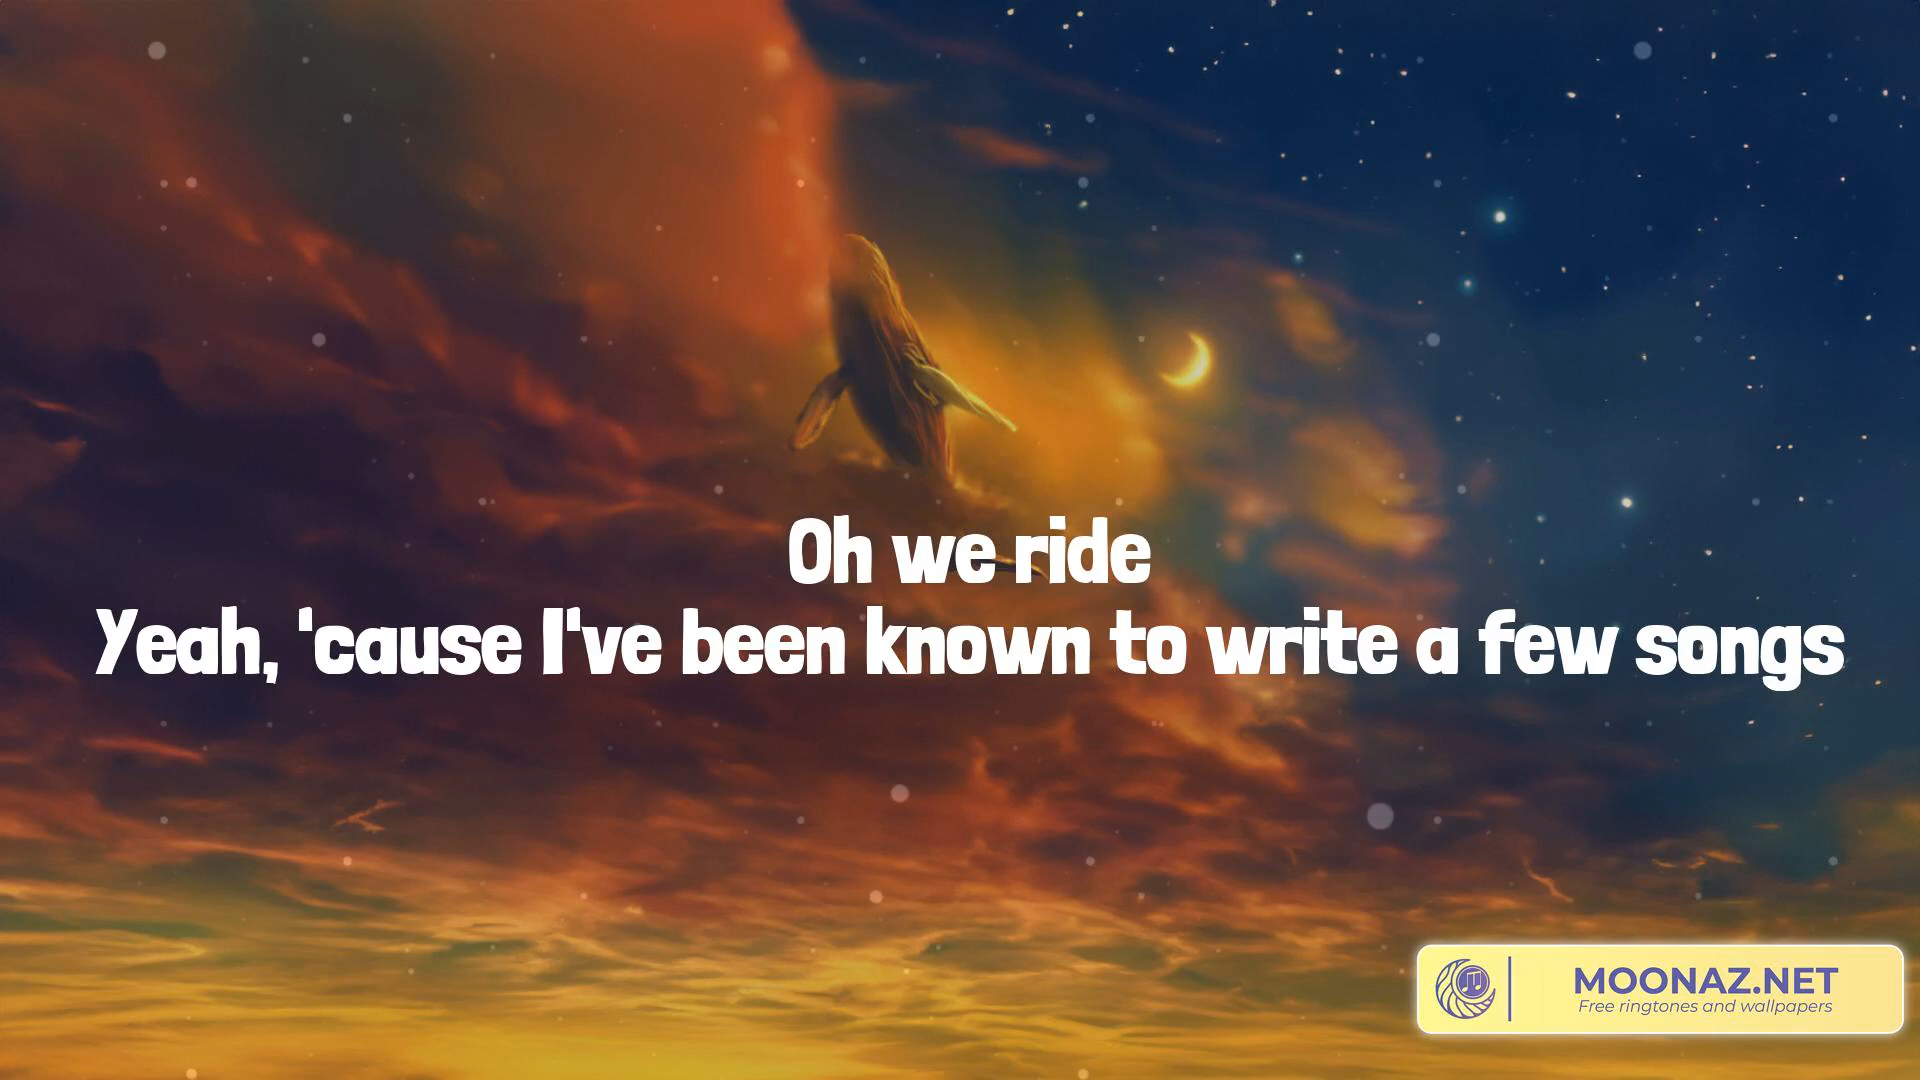 Oh we ride
Yeah, 'cause I've been known to write a few songs
MOONAZ.NET
Free ringtones and wallpapers